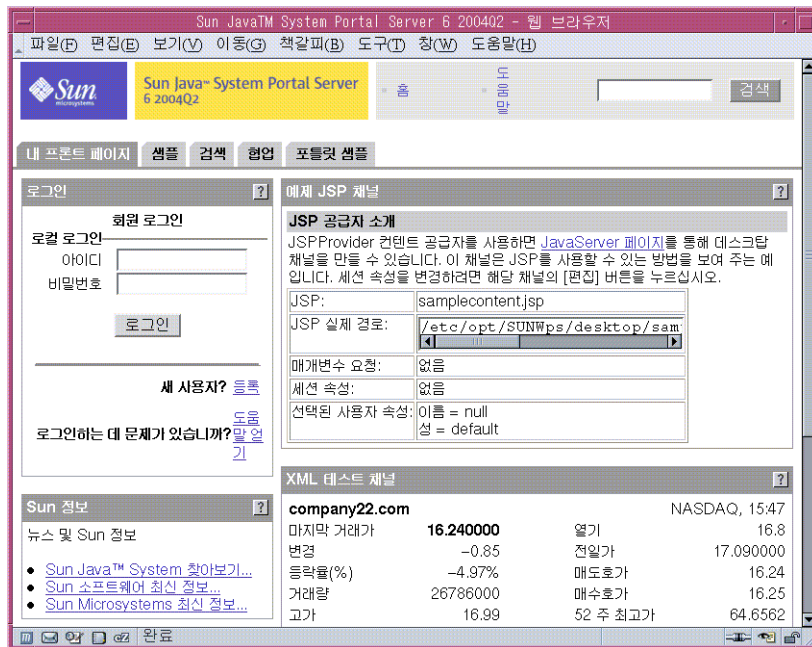 Sun JavaTM System Portal Server 6 2004Q2 - 웹 브라우저
파일(F) 편집(E) 보기(V) 이동(G) 책갈피(B) 도구(T) 창(W) 도움말(H)
Sun
microsystems
Sun Java™ System Portal Server
6 2004Q2
홈
도움말
검색
내 프론트 페이지 샘플 검색 협업 포틀릿 샘플
로그인 ?
회원 로그인
로컬 로그인
아이디
비밀번호
로그인
새 사용자? 등록
로그인하는 데 문제가 있습니까? 도움말 얻기
Sun 정보 ?
뉴스 및 Sun 정보
Sun Java™ System 찾아보기...
Sun 소프트웨어 최신 정보...
Sun Microsystems 최신 정보...
예제 JSP 채널 ?
JSP 공급자 소개
JSPProvider 컨텐트 공급자를 사용하면 JavaServer 페이지를 통해 데스크탑
채널을 만들 수 있습니다. 이 채널은 JSP를 사용할 수 있는 방법을 보여 주는 예
입니다. 세션 속성을 변경하려면 해당 채널의 [편집] 버튼을 누르십시오.
JSP: samplecontent.jsp
JSP 실제 경로: /etc/opt/SUNWps/desktop/sam
매개변수 요청: 없음
세션 속성: 없음
선택된 사용자 속성: 이름 = null
성 = default
XML 테스트 채널 ?
company22.com NASDAQ, 15:47
마지막 거래가 16.240000 열기 16.8
변경 -0.85 전일가 17.090000
등락율(%) -4.97% 매도호가 16.24
거래량 26786000 매수호가 16.25
고가 16.99 52 주 최고가 64.6562
완료